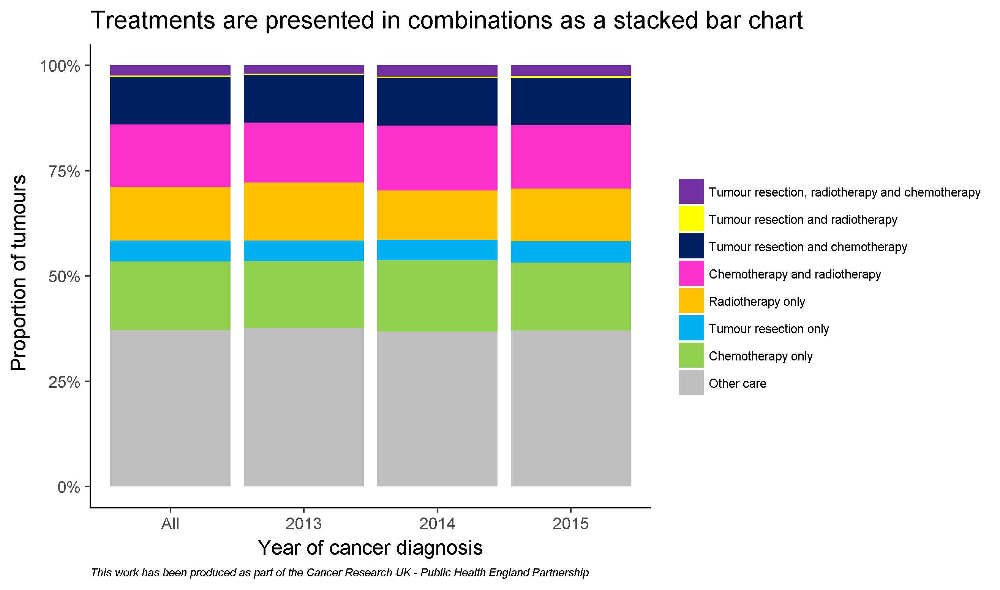 Treatments are presented in combinations as a stacked bar chart
100%
75%
50%
25%
0%
Proportion of tumours
All
2013
2014
2015
Year of cancer diagnosis
This work has been produced as part of the Cancer Research UK - Public Health England Partnership
Tumour resection, radiotherapy and chemotherapy
Tumour resection and radiotherapy
Tumour resection and chemotherapy
Chemotherapy and radiotherapy
Radiotherapy only
Tumour resection only
Chemotherapy only
Other care